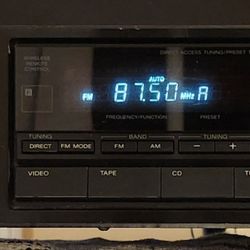 WIRELESS
REMOTE
CONTROL
DIRECT ACCESS TUNING/PRESET
AUTO
FM 87.50 MHz A
FREQUENCY/FUNCTION PRESET
TUNING BAND TUNING
DIRECT FM MODE FM AM − +
VIDEO TAPE CD